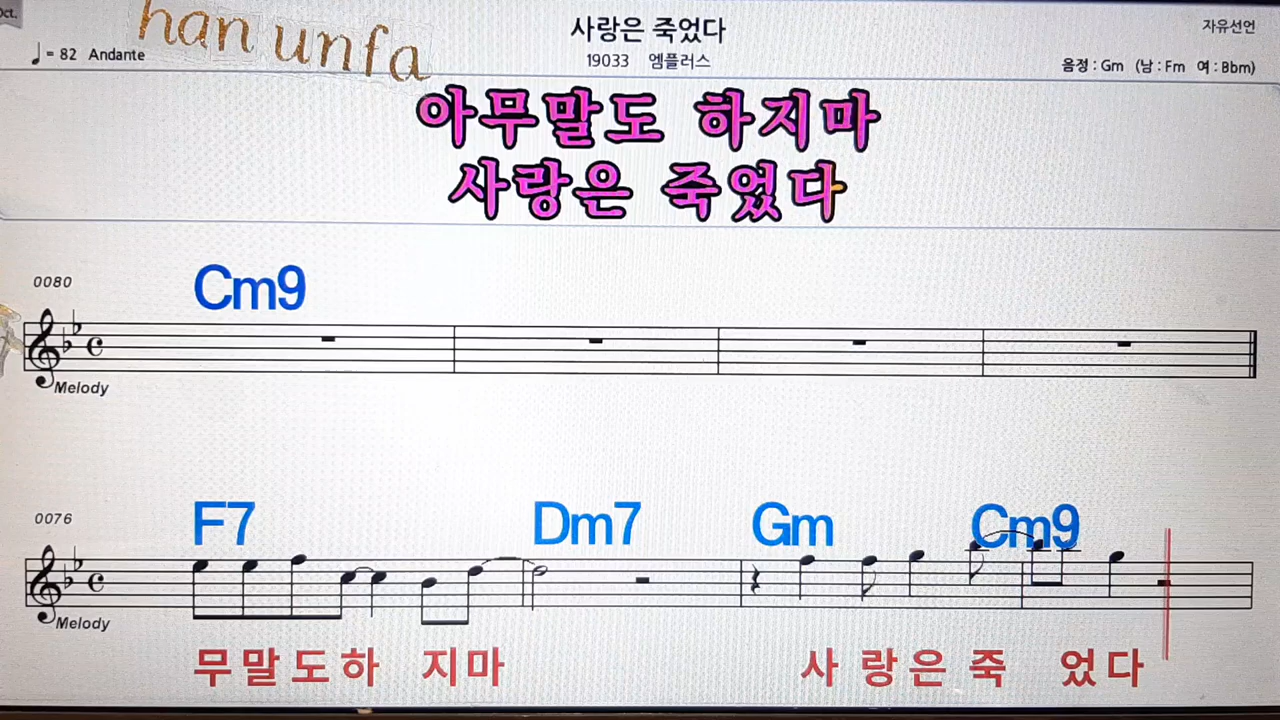 Oct.
han unfa
사랑은 죽었다
자유선언
♩ = 82 Andante
19033 엠플러스
음정 : Gm (남 : Fm 여 : Bbm)
아무말도 하지마
사랑은 죽었다
0080
Cm9
Melody
0076
F7 Dm7 Gm Cm9
Melody
무말도하 지마 사 랑은 죽 었다